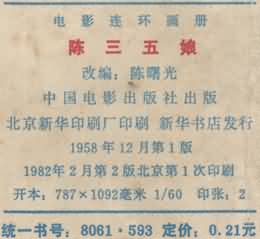 电影连环画册
陈三五娘
改编：陈曙光
中国电影出版社出版
北京新华印刷厂印刷 新华书店发行
1958年12月第1版
1982年2月第2版北京第1次印刷
开本：787×1092毫米 1/60 印张：2
统一书号：8061·593 定价：0.21元